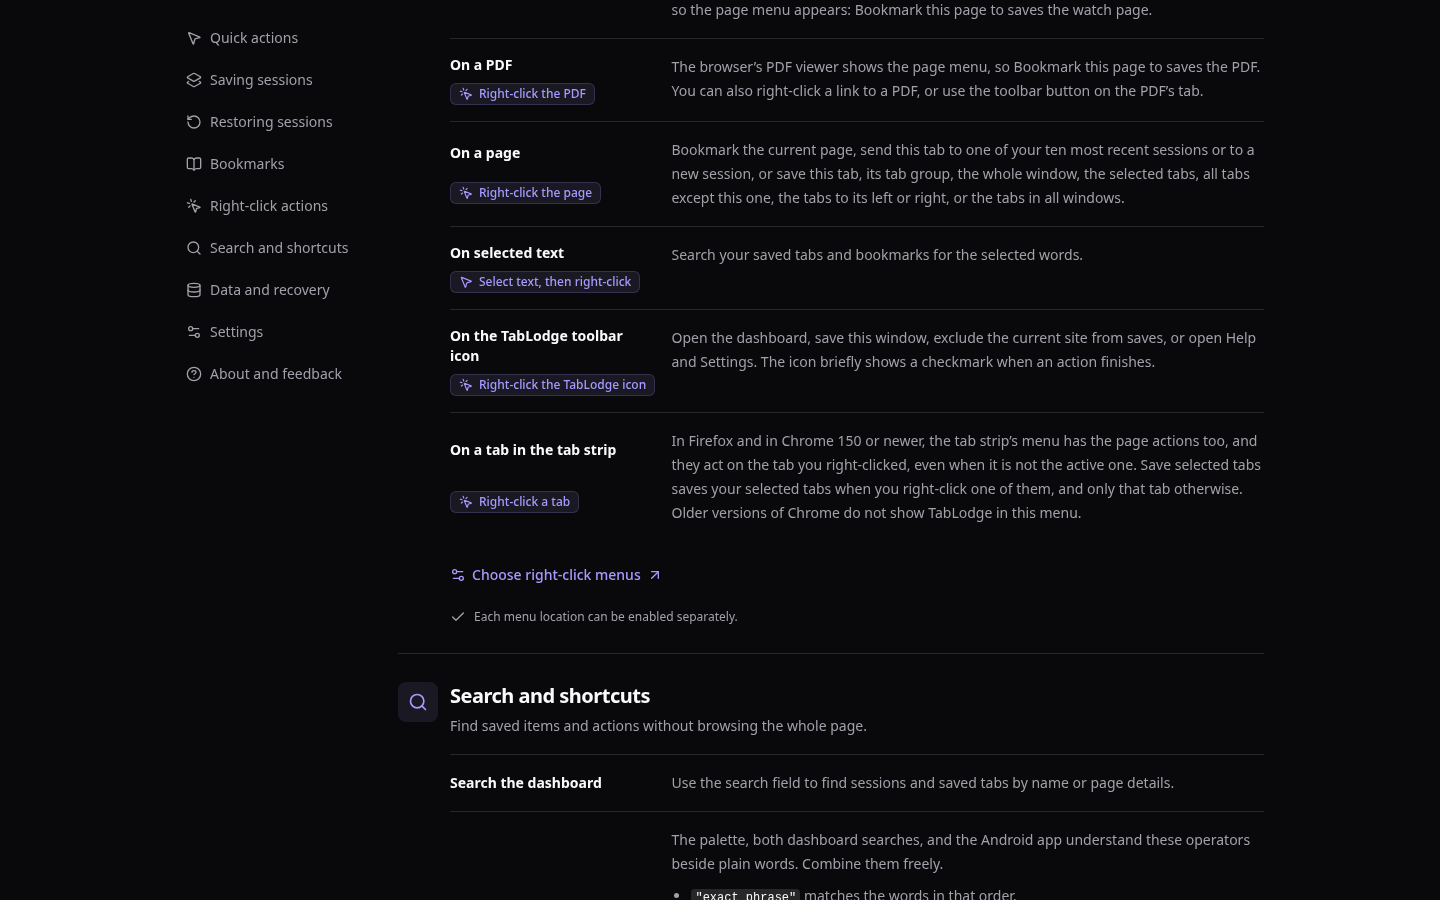 Quick actions
Saving sessions
Restoring sessions
Bookmarks
Right-click actions
Search and shortcuts
Data and recovery
Settings
About and feedback
so the page menu appears: Bookmark this page to saves the watch page.
On a PDF
Right-click the PDF
The browser’s PDF viewer shows the page menu, so Bookmark this page to saves the PDF.
You can also right-click a link to a PDF, or use the toolbar button on the PDF’s tab.
On a page
Right-click the page
Bookmark the current page, send this tab to one of your ten most recent sessions or to a
new session, or save this tab, its tab group, the whole window, the selected tabs, all tabs
except this one, the tabs to its left or right, or the tabs in all windows.
On selected text
Select text, then right-click
Search your saved tabs and bookmarks for the selected words.
On the TabLodge toolbar
icon
Right-click the TabLodge icon
Open the dashboard, save this window, exclude the current site from saves, or open Help
and Settings. The icon briefly shows a checkmark when an action finishes.
On a tab in the tab strip
Right-click a tab
In Firefox and in Chrome 150 or newer, the tab strip’s menu has the page actions too, and
they act on the tab you right-clicked, even when it is not the active one. Save selected tabs
saves your selected tabs when you right-click one of them, and only that tab otherwise.
Older versions of Chrome do not show TabLodge in this menu.
Choose right-click menus
Each menu location can be enabled separately.
Search and shortcuts
Find saved items and actions without browsing the whole page.
Search the dashboard
Use the search field to find sessions and saved tabs by name or page details.
The palette, both dashboard searches, and the Android app understand these operators
beside plain words. Combine them freely.
"exact phrase" matches the words in that order.